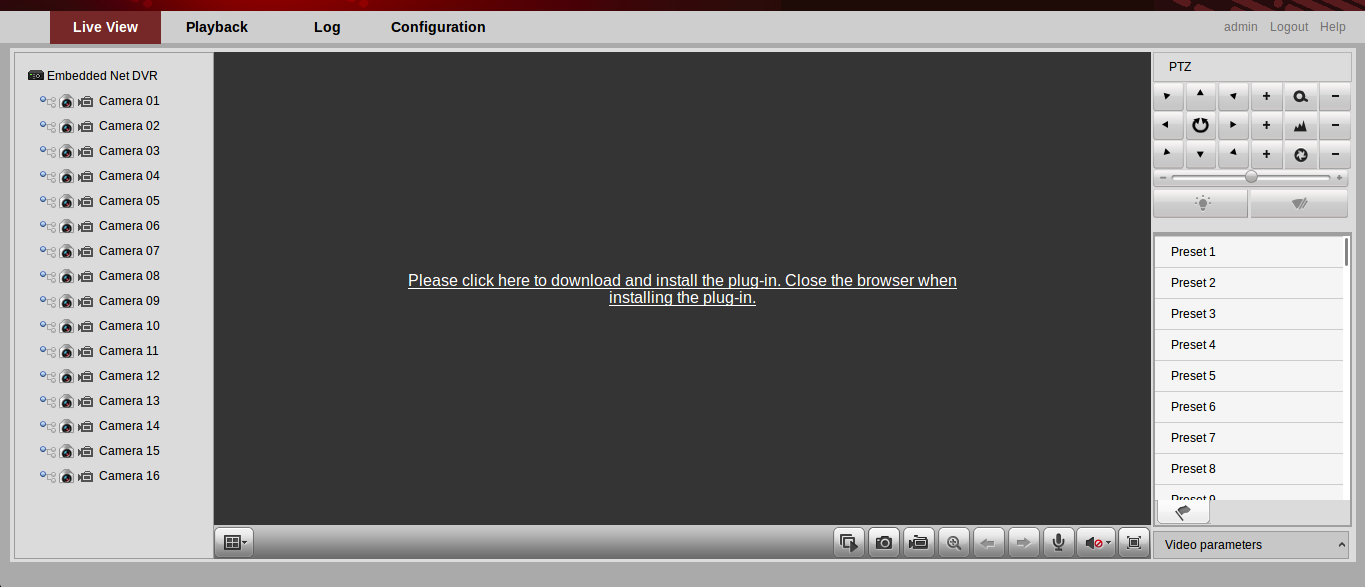 Live View Playback Log Configuration admin Logout Help
Embedded Net DVR
Camera 01
Camera 02
Camera 03
Camera 04
Camera 05
Camera 06
Camera 07
Camera 08
Camera 09
Camera 10
Camera 11
Camera 12
Camera 13
Camera 14
Camera 15
Camera 16
Please click here to download and install the plug-in. Close the browser when
installing the plug-in.
PTZ
Preset 1
Preset 2
Preset 3
Preset 4
Preset 5
Preset 6
Preset 7
Preset 8
Preset 9
Video parameters